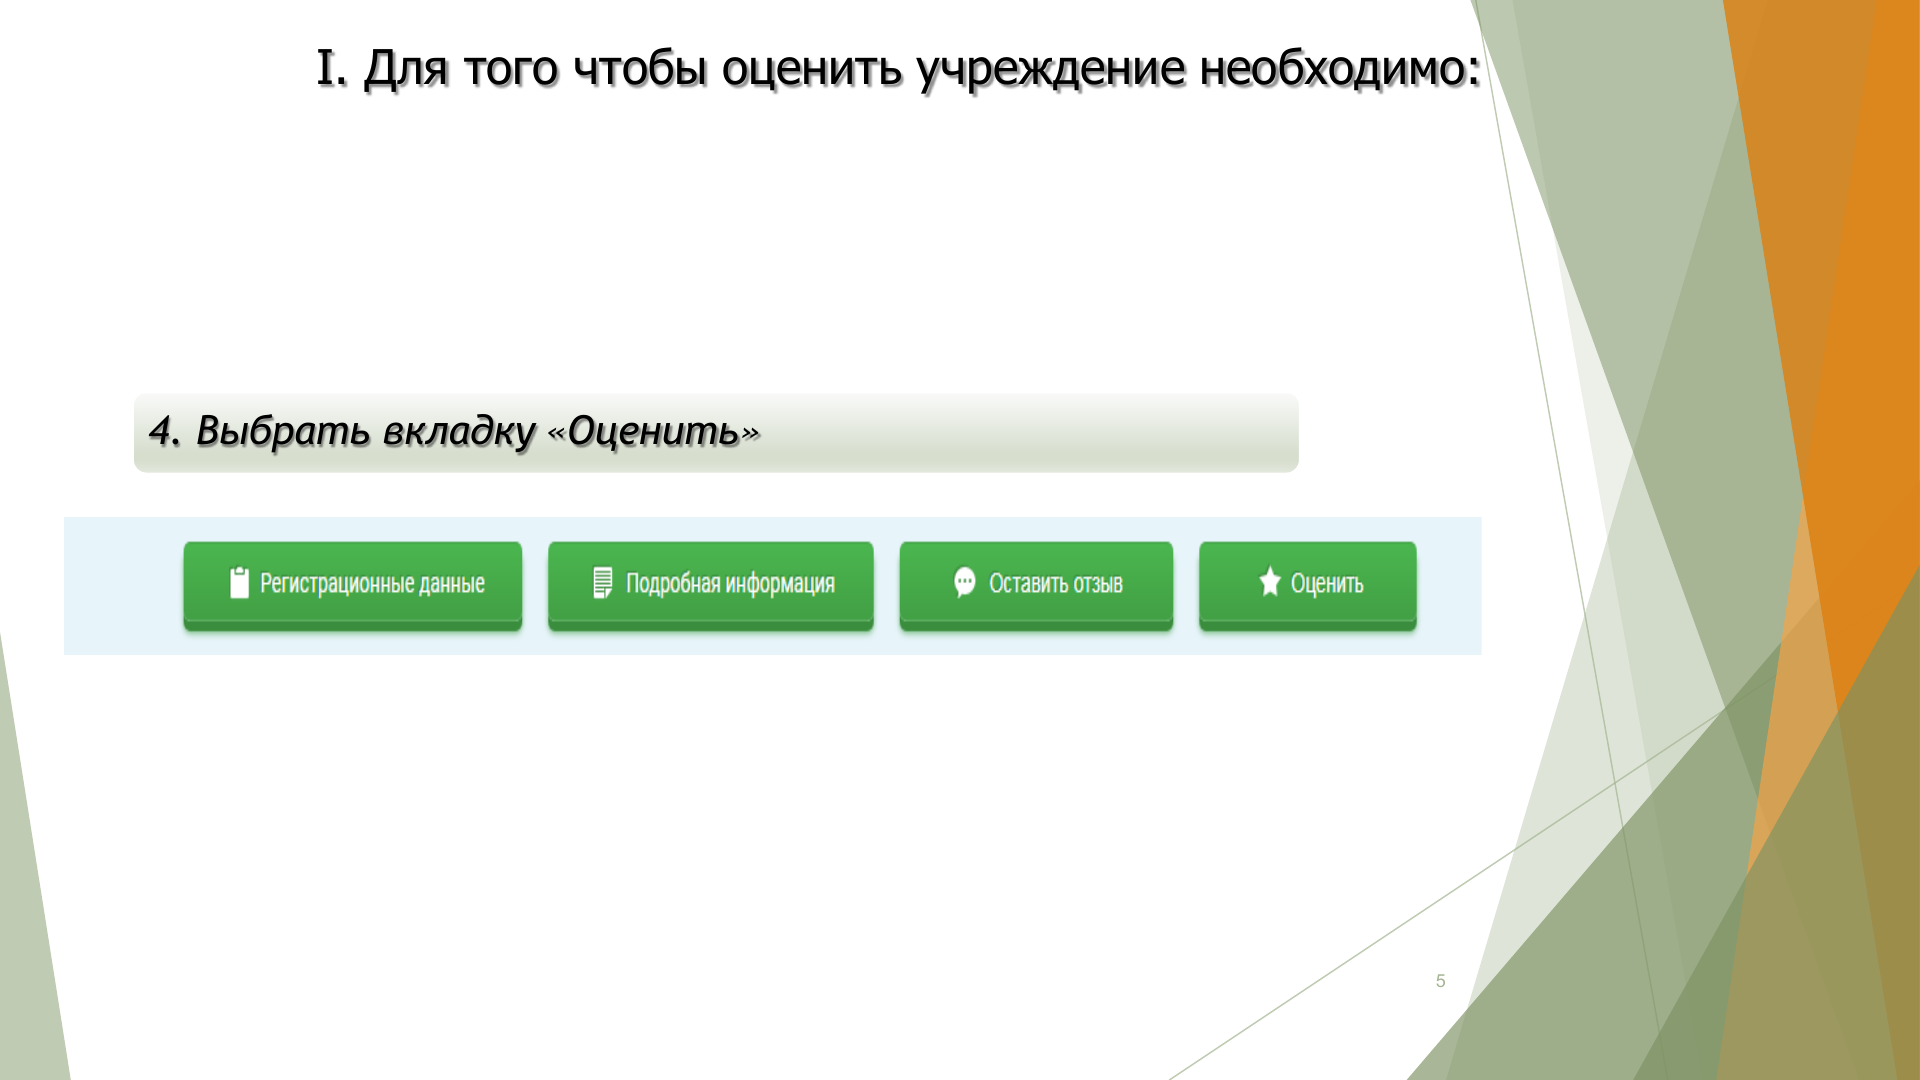 I. Для того чтобы оценить учреждение необходимо:
4. Выбрать вкладку «Оценить»
Регистрационные данные Подробная информация Оставить отзыв Оценить
5